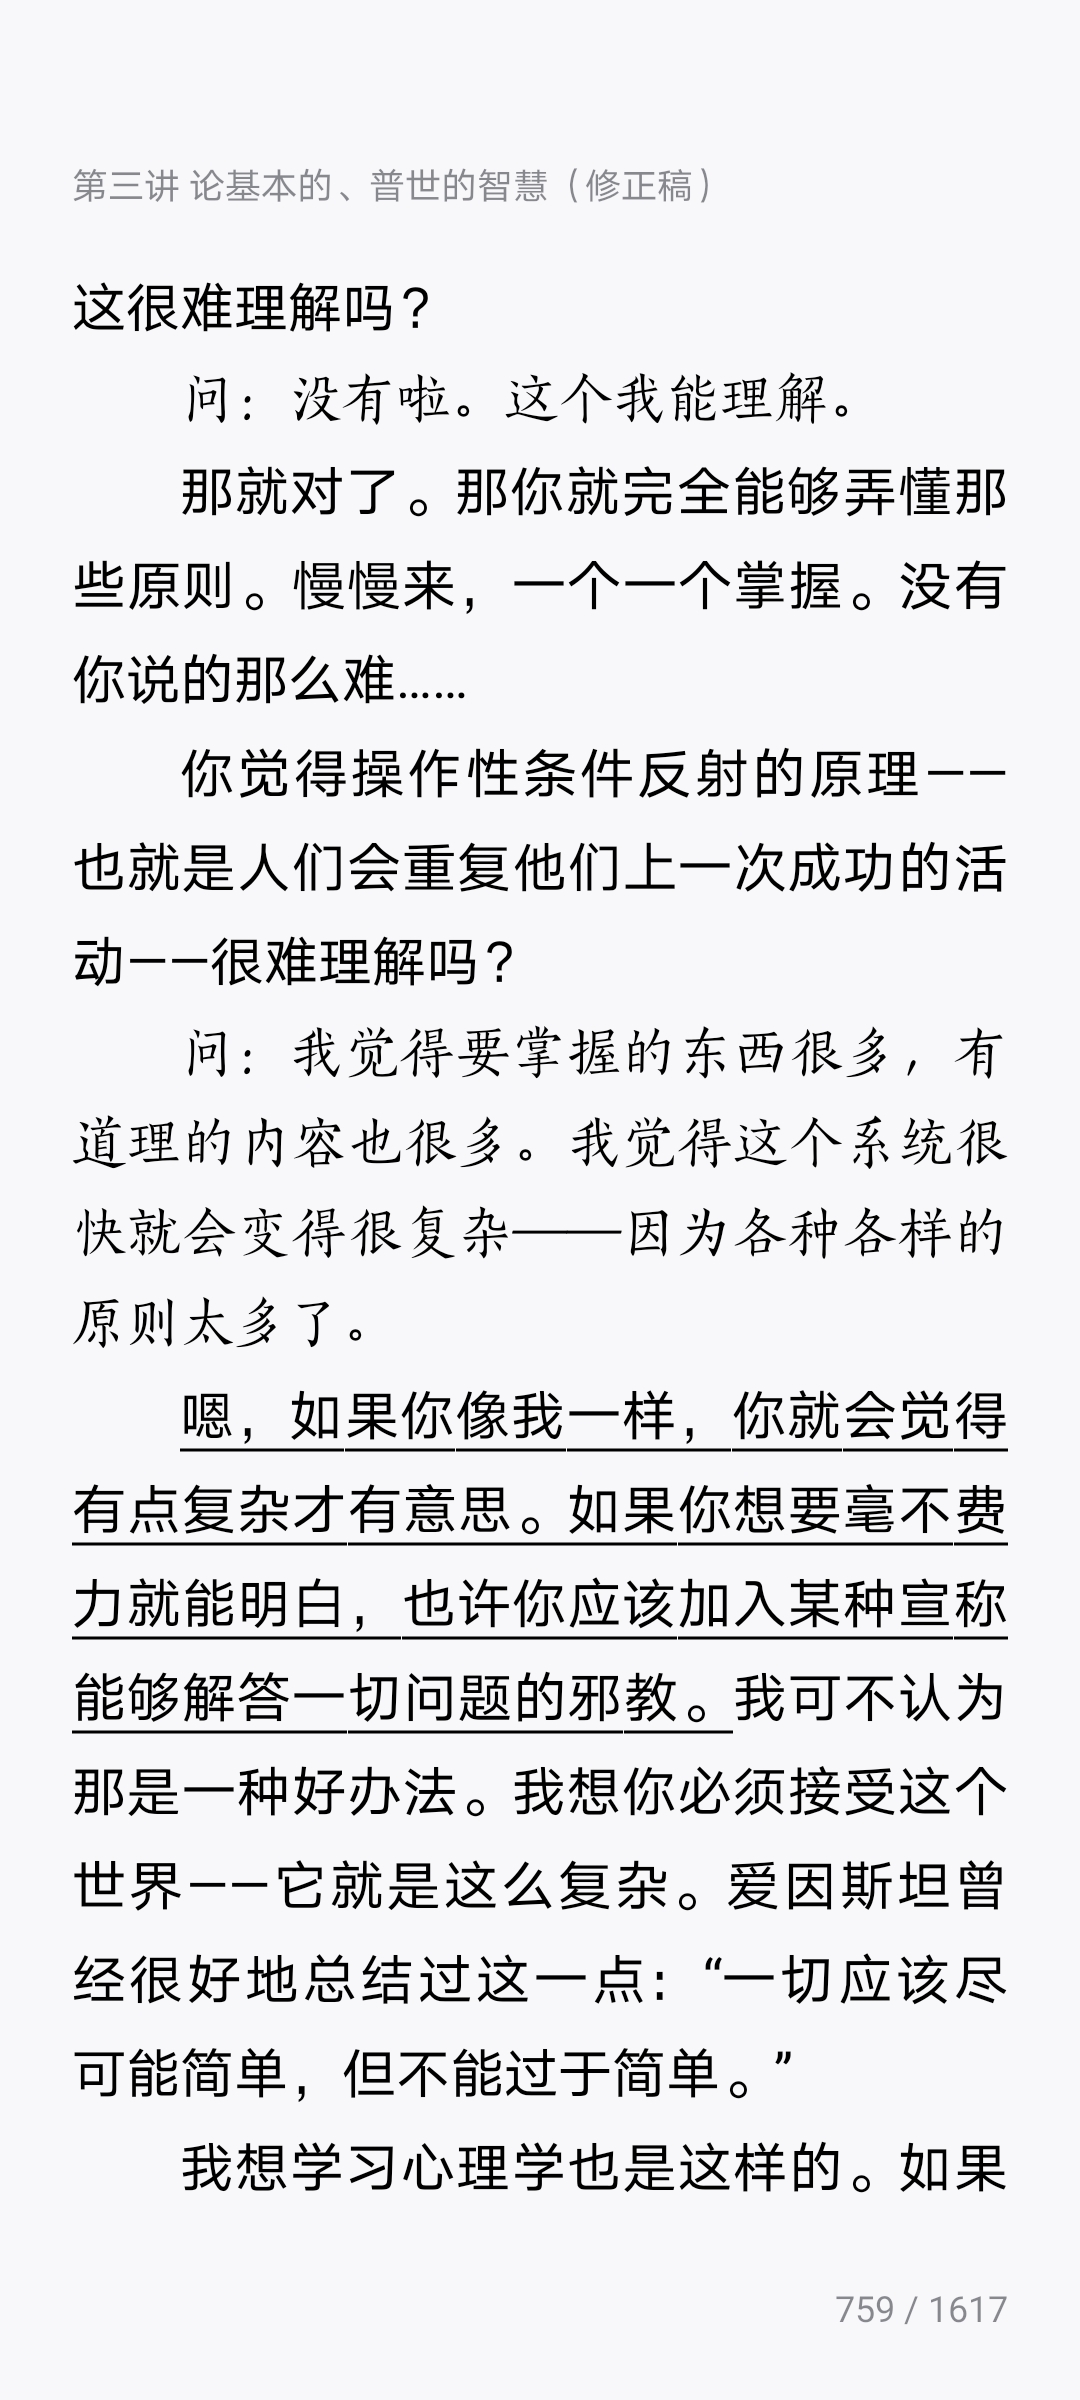 第三讲 论基本的、普世的智慧（修正稿）
这很难理解吗？
问：没有啦。这个我能理解。
那就对了。那你就完全能够弄懂那
些原则。慢慢来，一个一个掌握。没有
你说的那么难……
你觉得操作性条件反射的原理——
也就是人们会重复他们上一次成功的活
动——很难理解吗？
问：我觉得要掌握的东西很多，有
道理的内容也很多。我觉得这个系统很
快就会变得很复杂——因为各种各样的
原则太多了。
嗯，如果你像我一样，你就会觉得
有点复杂才有意思。如果你想要毫不费
力就能明白，也许你应该加入某种宣称
能够解答一切问题的邪教。我可不认为
那是一种好办法。我想你必须接受这个
世界——它就是这么复杂。爱因斯坦曾
经很好地总结过这一点：“一切应该尽
可能简单，但不能过于简单。”
我想学习心理学也是这样的。如果
759 / 1617